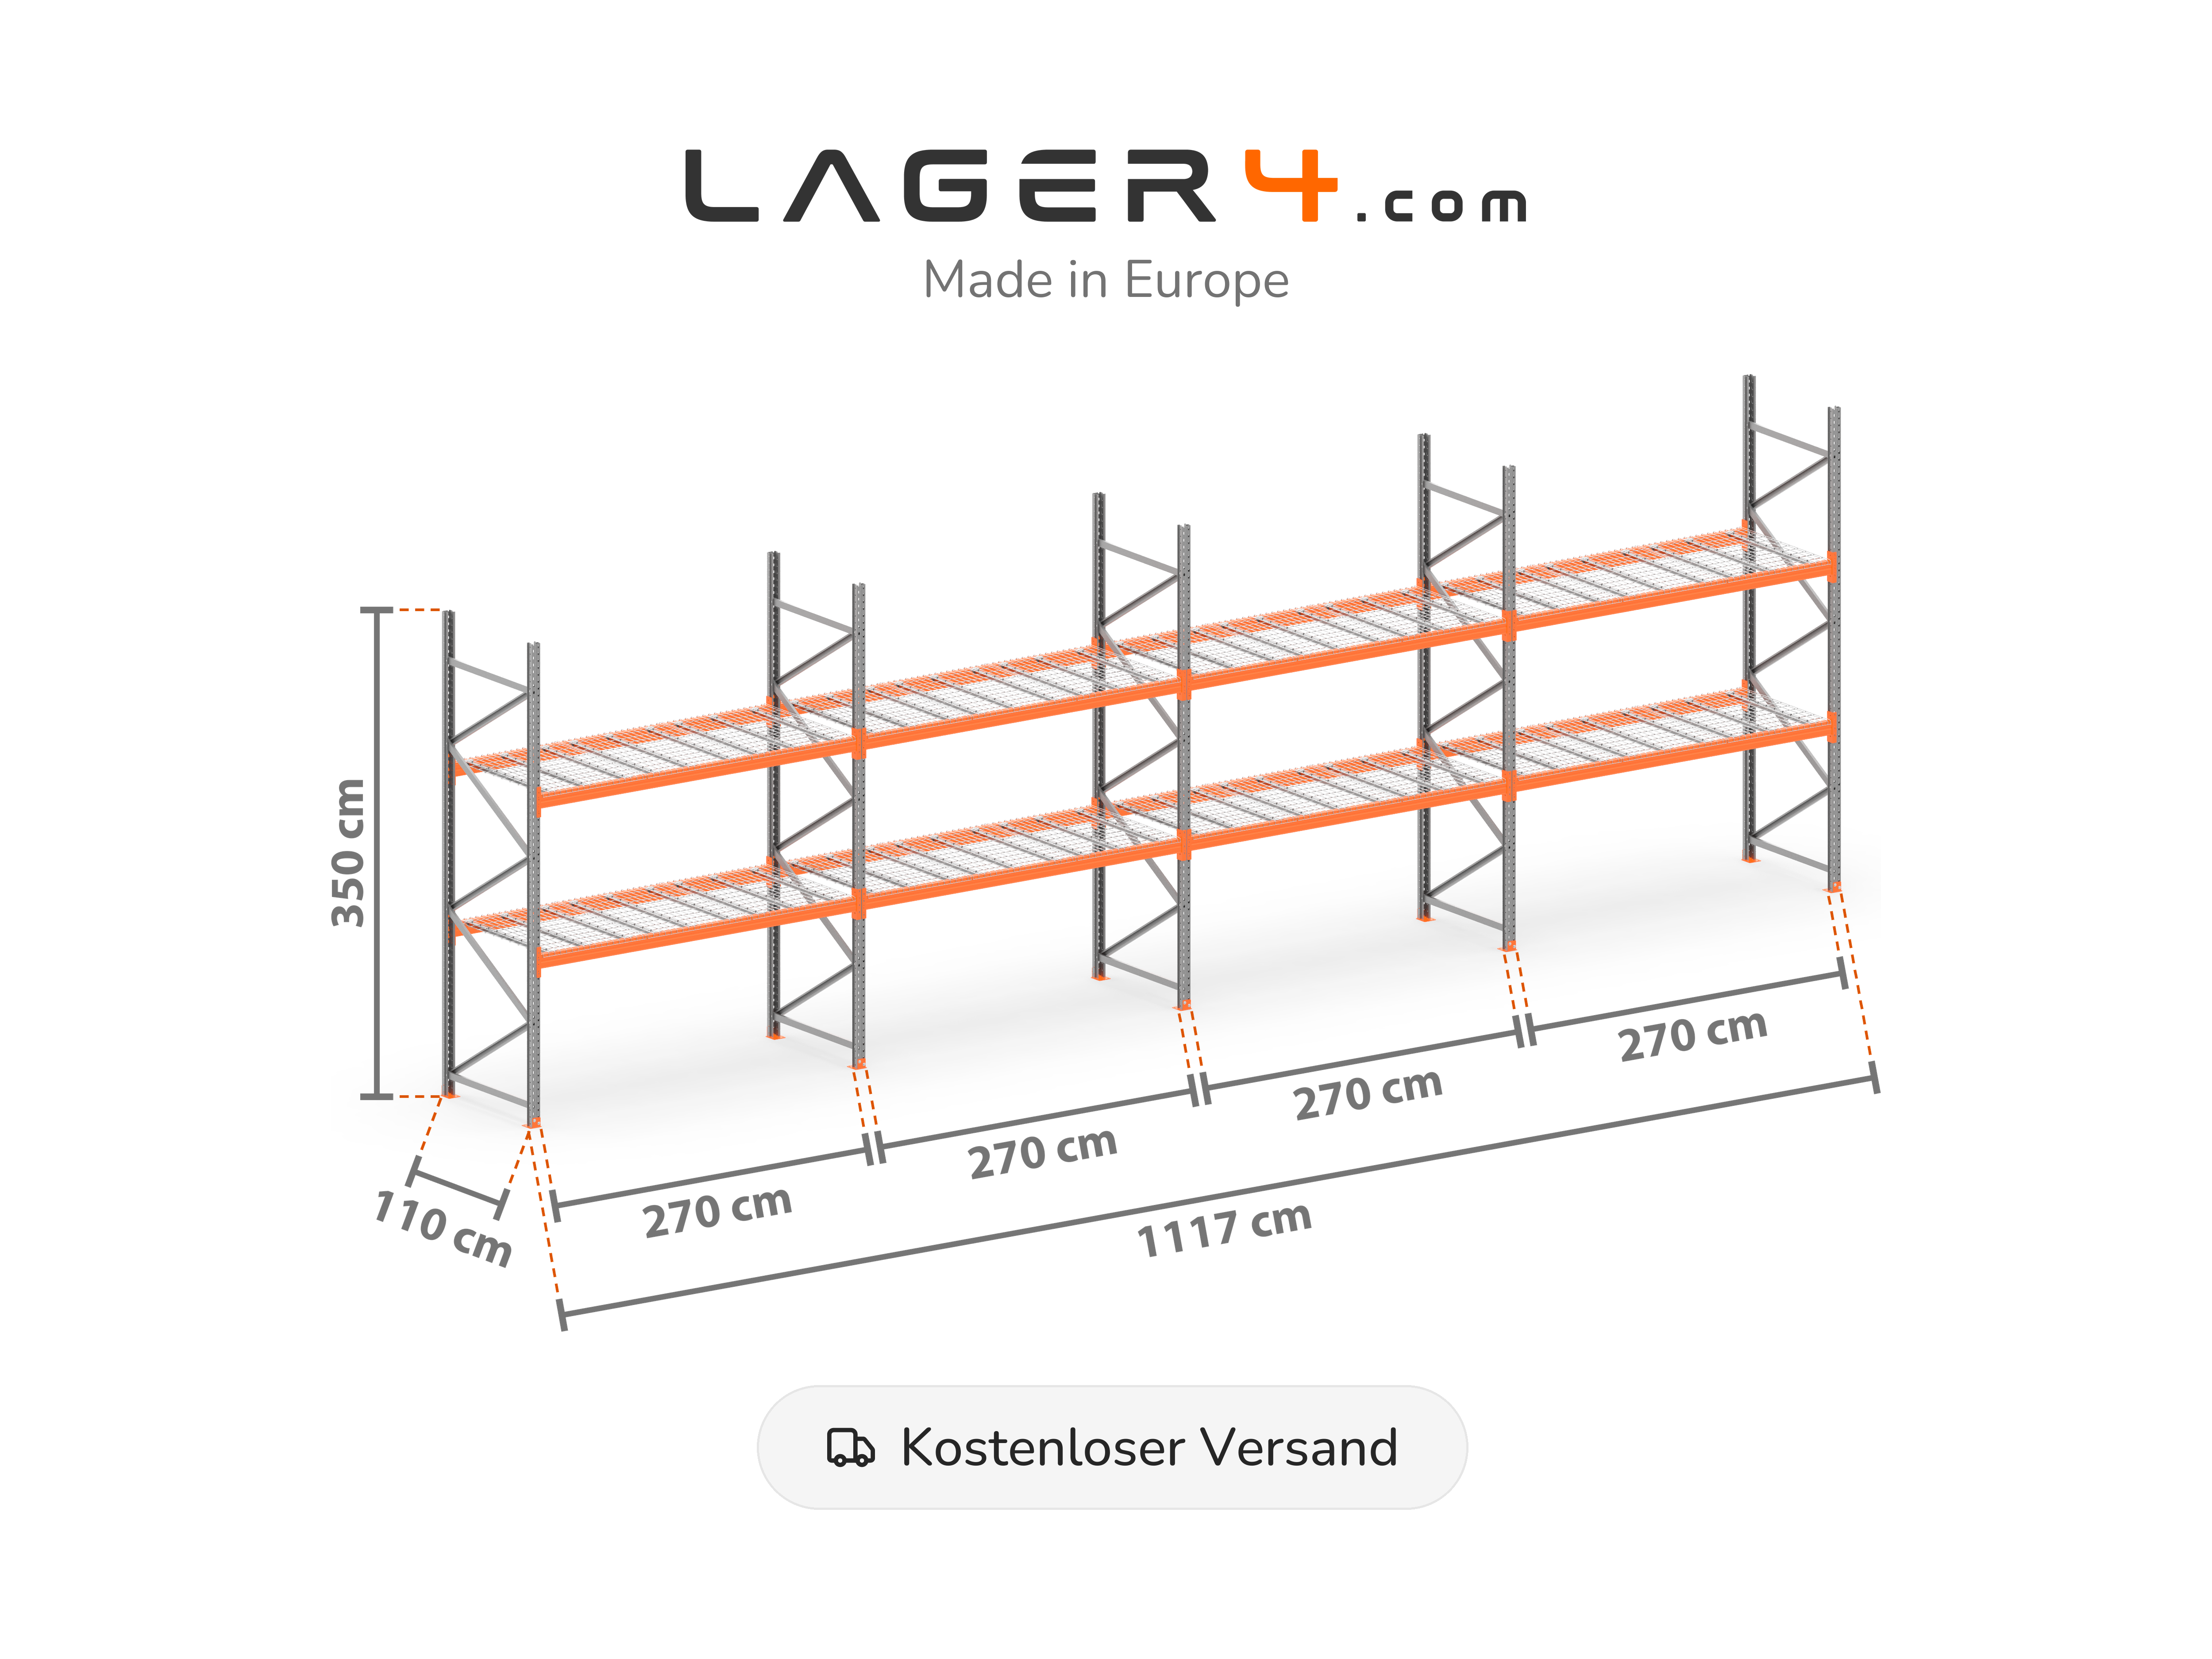 LAGER4.com
Made in Europe
350 cm
110 cm
270 cm
270 cm
270 cm
270 cm
1117 cm
Kostenloser Versand